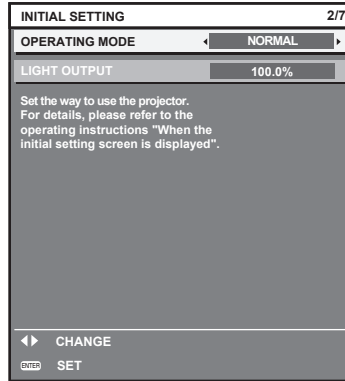 INITIAL SETTING 2/7
OPERATING MODE NORMAL
LIGHT OUTPUT 100.0%
Set the way to use the projector.
For details, please refer to the
operating instructions "When the
initial setting screen is displayed".
CHANGE
ENTER SET